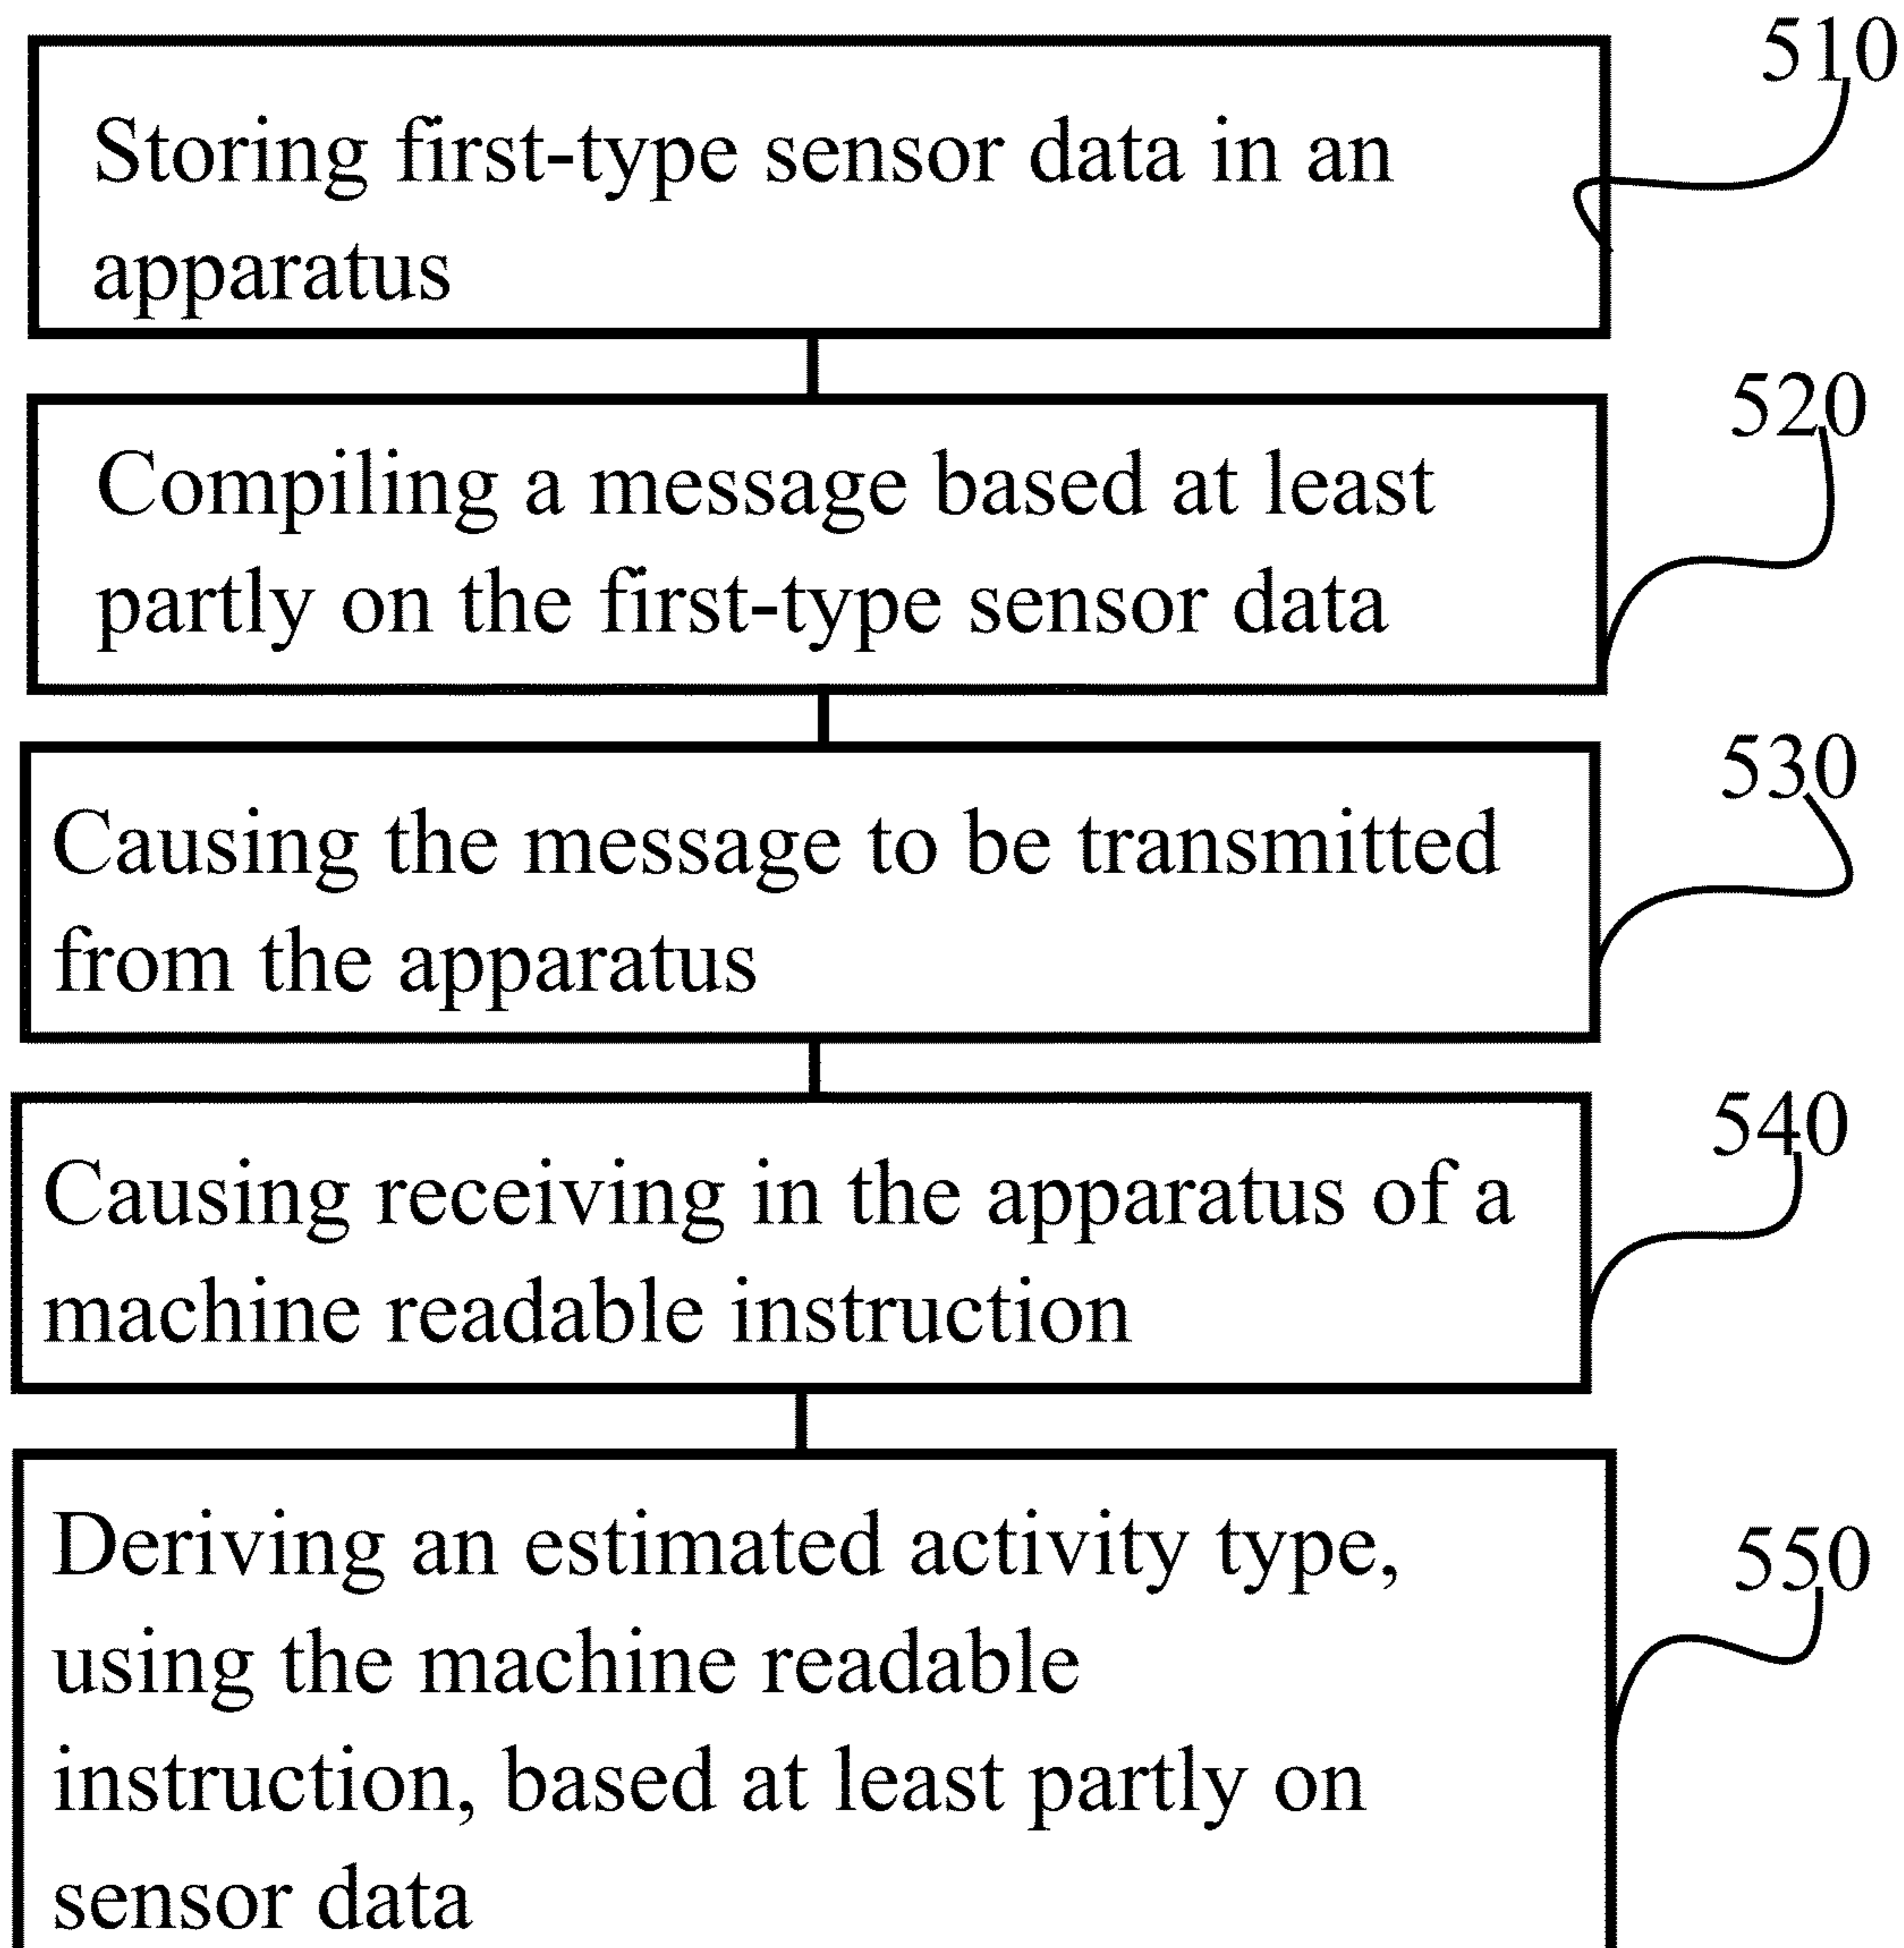 510
Storing first-type sensor data in an
apparatus
520
Compiling a message based at least
partly on the first-type sensor data
530
Causing the message to be transmitted
from the apparatus
540
Causing receiving in the apparatus of a
machine readable instruction
Deriving an estimated activity type,
550
using the machine readable
instruction, based at least partly on
sensor data